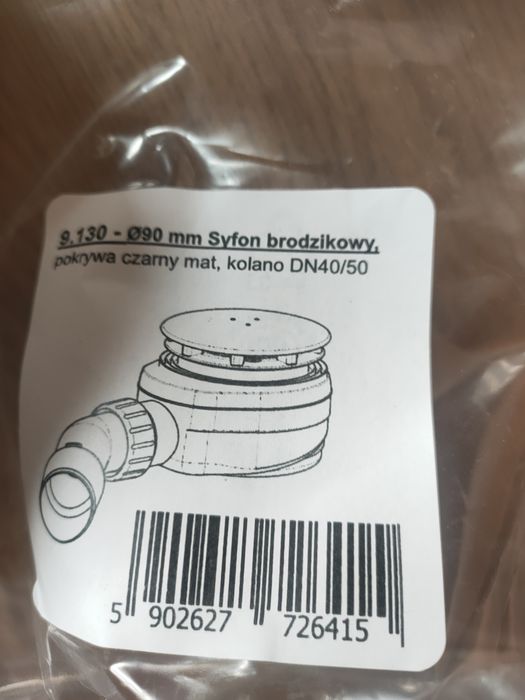 9.130 - Ø90 mm Syfon brodzikowy,
pokrywa czarny mat, kolano DN40/50
5 902627 726415